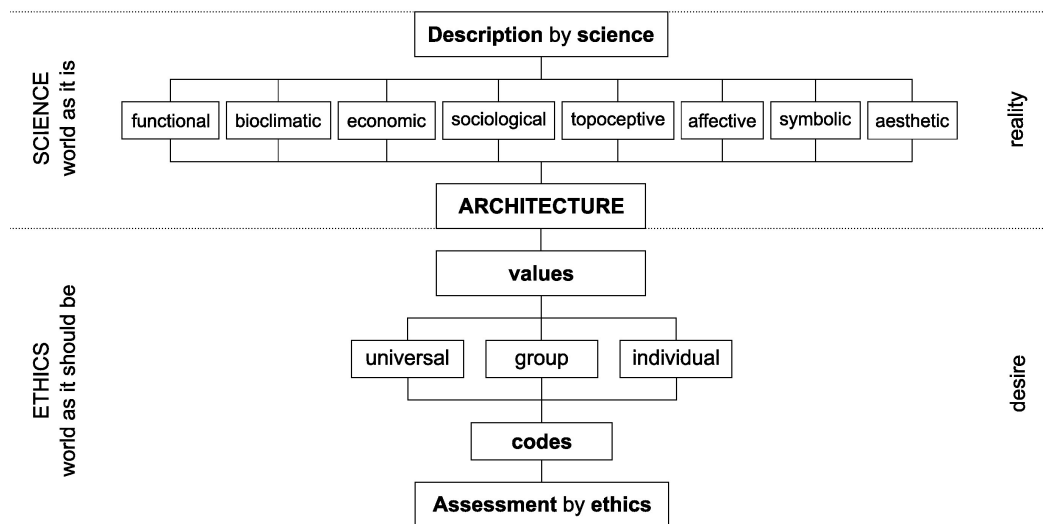 Description by science
SCIENCE
world as it is
functional
bioclimatic
economic
sociological
topoceptive
affective
symbolic
aesthetic
reality
ARCHITECTURE
values
ETHICS
world as it should be
universal
group
individual
desire
codes
Assessment by ethics